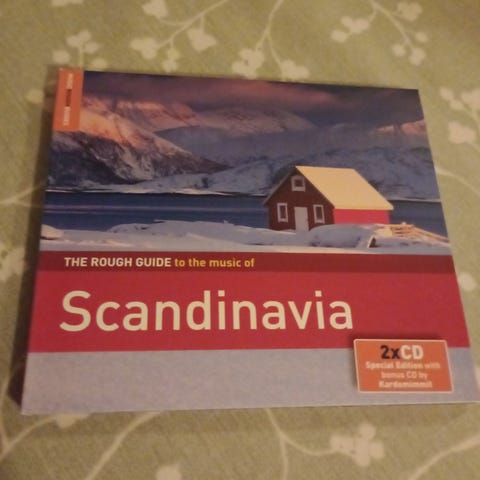 THE ROUGH GUIDE to the music of
Scandinavia
2xCD
Special Edition with
bonus CD by
Kardemimmit